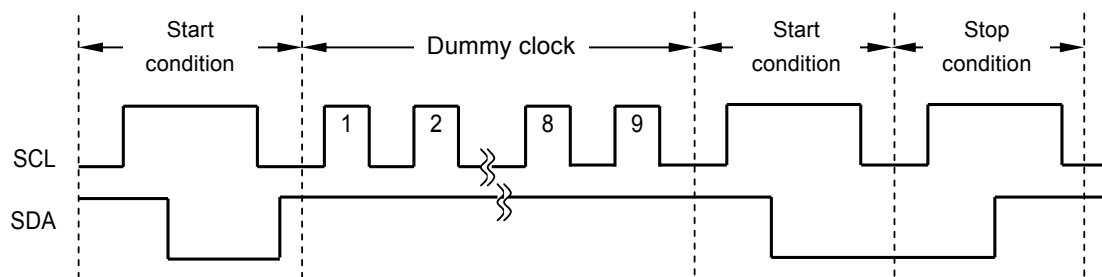 Start condition
Dummy clock
Start condition
Stop condition
1 2 8 9
SCL
SDA